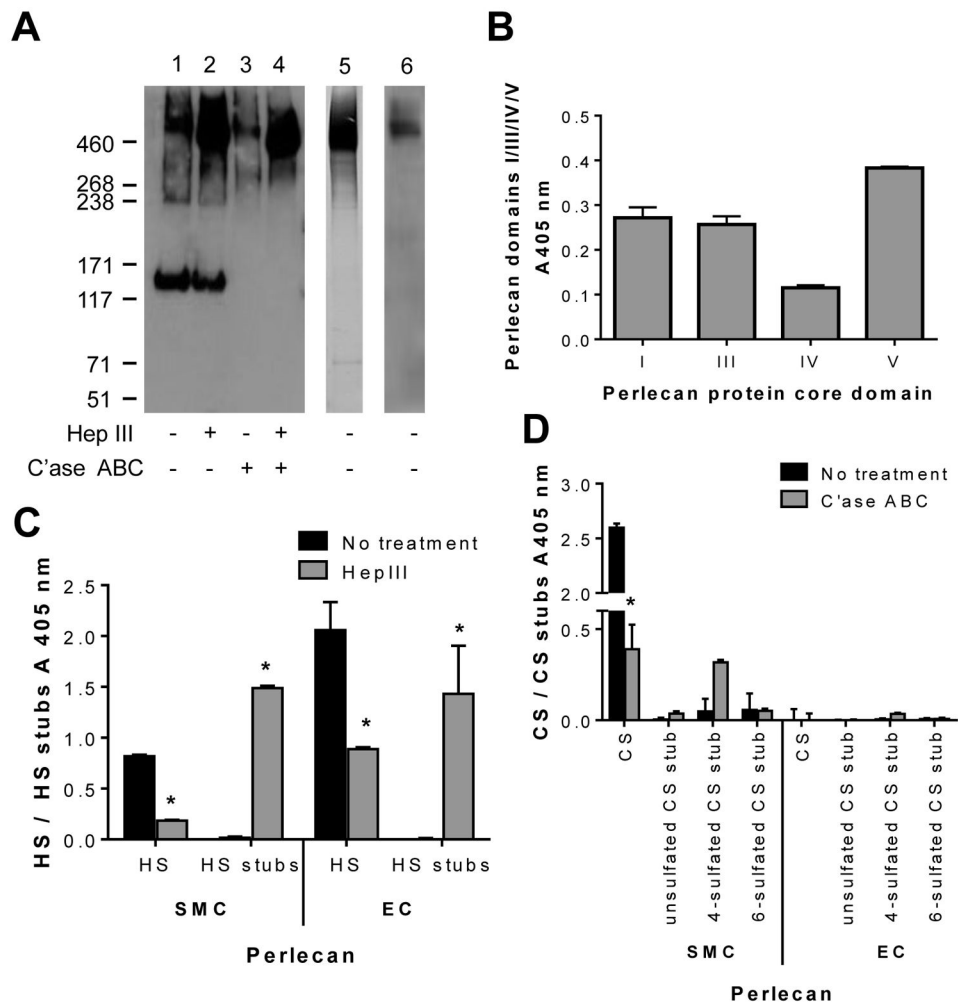 A
1 2 3 4 5 6
460
268
238
171
117
71
51
Hep III - + - + - -
C'ase ABC - - + + - -
B
Perlecan domains I/III/IV/V
A405 nm
0.5
0.4
0.3
0.2
0.1
0.0
I III IV V
Perlecan protein core domain
C
No treatment
HepIII
HS / HS stubs A 405 nm
2.5
2.0
1.5
1.0
0.5
0.0
* * * *
HS HS stubs HS HS stubs
SMC EC
Perlecan
D
No treatment
C'ase ABC
CS / CS stubs A405 nm
3.0
2.5
2.0
0.5
0.0
*
CS
unsulfated CS stub
4-sulfated CS stub
6-sulfated CS stub
CS
unsulfated CS stub
4-sulfated CS stub
6-sulfated CS stub
SMC EC
Perlecan